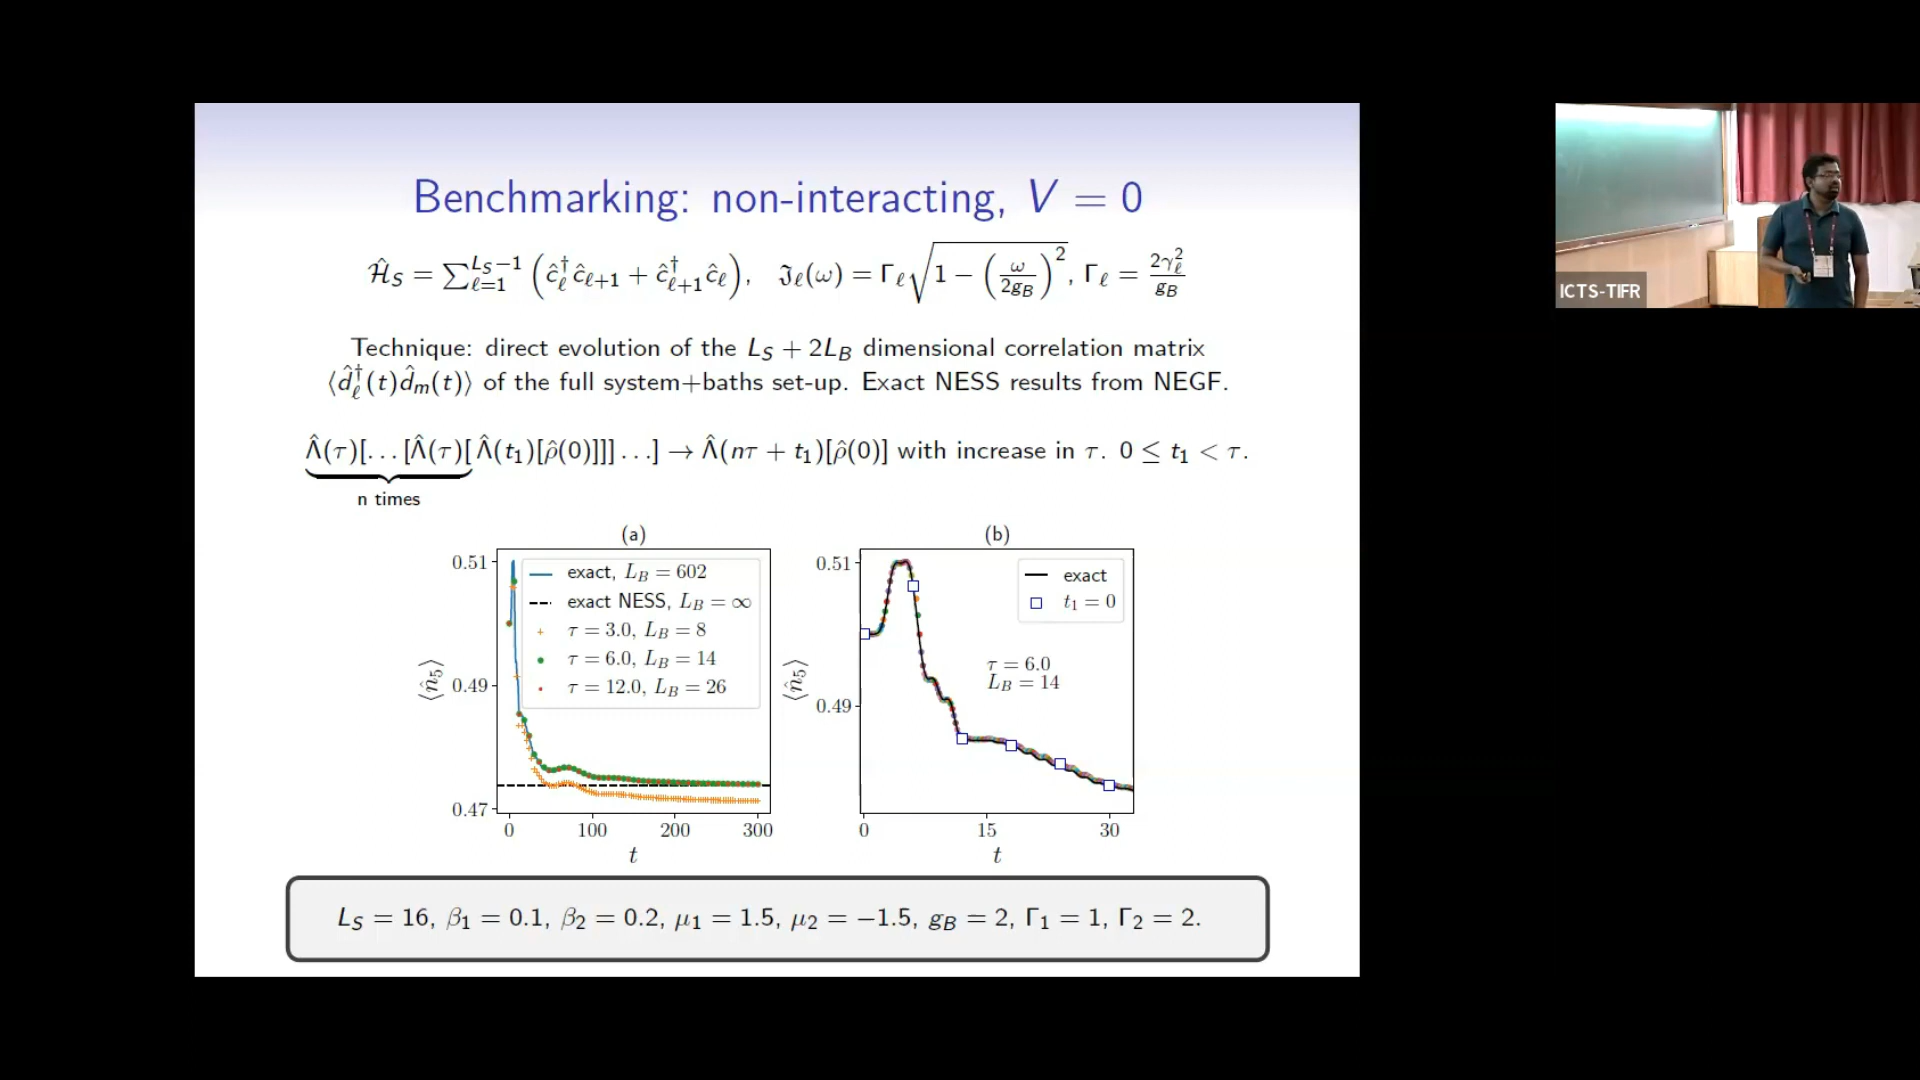 Benchmarking: non-interacting, V = 0
Ĥ_S = ∑_{ℓ=1}^{L_S−1} (ĉ_ℓ^† ĉ_{ℓ+1} + ĉ_{ℓ+1}^† ĉ_ℓ), 𝔍_ℓ(ω) = Γ_ℓ √(1 − (ω/2g_B)^2), Γ_ℓ = 2γ_ℓ^2/g_B
Technique: direct evolution of the L_S + 2L_B dimensional correlation matrix
⟨d̂_ℓ^†(t)d̂_m(t)⟩ of the full system+baths set-up. Exact NESS results from NEGF.
Λ̂(τ)[…[Λ̂(τ)[Λ̂(t_1)[ρ̂(0)]]]…] → Λ̂(nτ + t_1)[ρ̂(0)] with increase in τ. 0 ≤ t_1 < τ.
n times
(a)
0.51
0.49
0.47
⟨n̂_5⟩
exact, L_B = 602
exact NESS, L_B = ∞
τ = 3.0, L_B = 8
τ = 6.0, L_B = 14
τ = 12.0, L_B = 26
0 100 200 300
t
(b)
0.51
0.49
⟨n̂_5⟩
exact
t_1 = 0
τ = 6.0
L_B = 14
0 15 30
t
L_S = 16, β_1 = 0.1, β_2 = 0.2, μ_1 = 1.5, μ_2 = −1.5, g_B = 2, Γ_1 = 1, Γ_2 = 2.
ICTS-TIFR